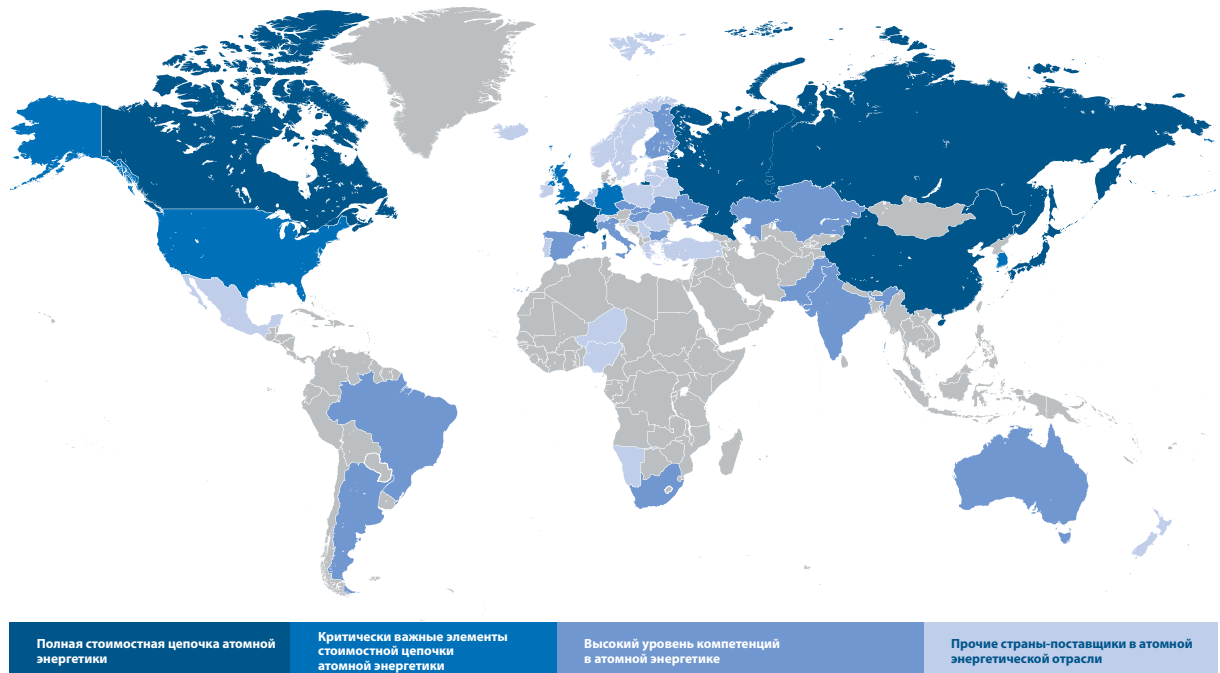 Полная стоимостная цепочка атомной
энергетики
Критически важные элементы
стоимостной цепочки
атомной энергетики
Высокий уровень компетенций
в атомной энергетике
Прочие страны-поставщики в атомной
энергетической отрасли